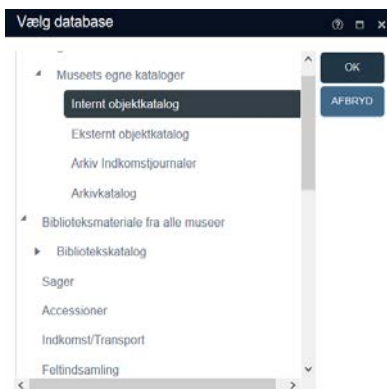 Vælg database
OK
AFBRYD
Museets egne kataloger
Internt objektkatalog
Eksternt objektkatalog
Arkiv Indkomstjournaler
Arkivkatalog
Biblioteksmateriale fra alle museer
Bibliotekskatalog
Sager
Accessioner
Indkomst/Transport
Feltindsamling